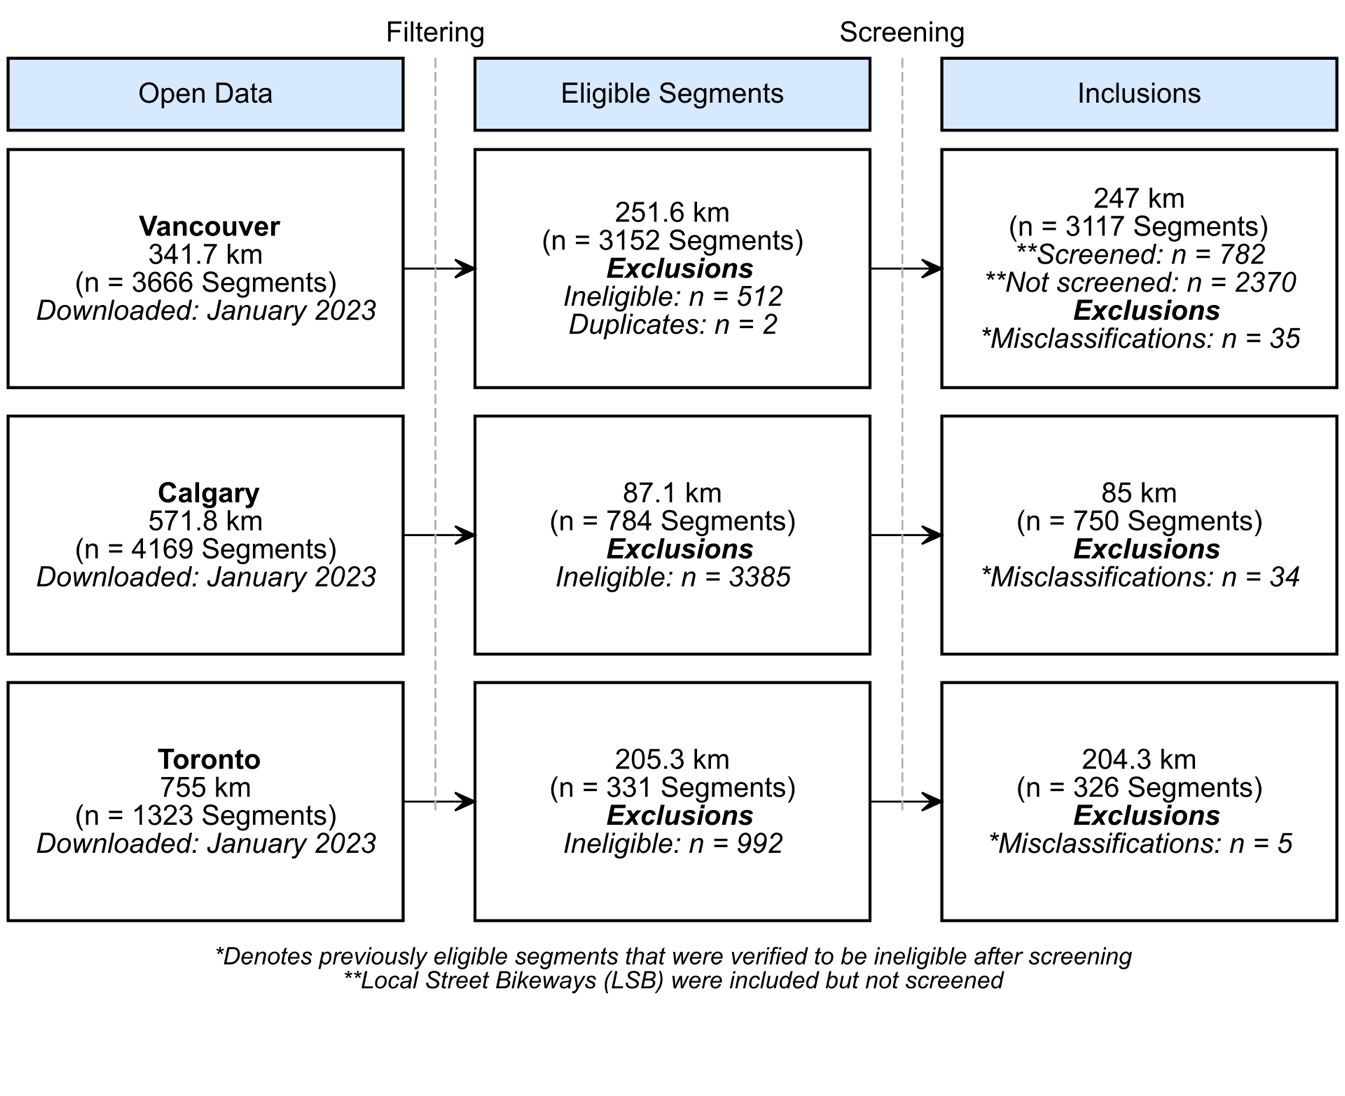 Filtering
Screening
Open Data
Eligible Segments
Inclusions
Vancouver
341.7 km
(n = 3666 Segments)
Downloaded: January 2023
251.6 km
(n = 3152 Segments)
Exclusions
Ineligible: n = 512
Duplicates: n = 2
247 km
(n = 3117 Segments)
**Screened: n = 782
**Not screened: n = 2370
Exclusions
*Misclassifications: n = 35
Calgary
571.8 km
(n = 4169 Segments)
Downloaded: January 2023
87.1 km
(n = 784 Segments)
Exclusions
Ineligible: n = 3385
85 km
(n = 750 Segments)
Exclusions
*Misclassifications: n = 34
Toronto
755 km
(n = 1323 Segments)
Downloaded: January 2023
205.3 km
(n = 331 Segments)
Exclusions
Ineligible: n = 992
204.3 km
(n = 326 Segments)
Exclusions
*Misclassifications: n = 5
*Denotes previously eligible segments that were verified to be ineligible after screening
**Local Street Bikeways (LSB) were included but not screened